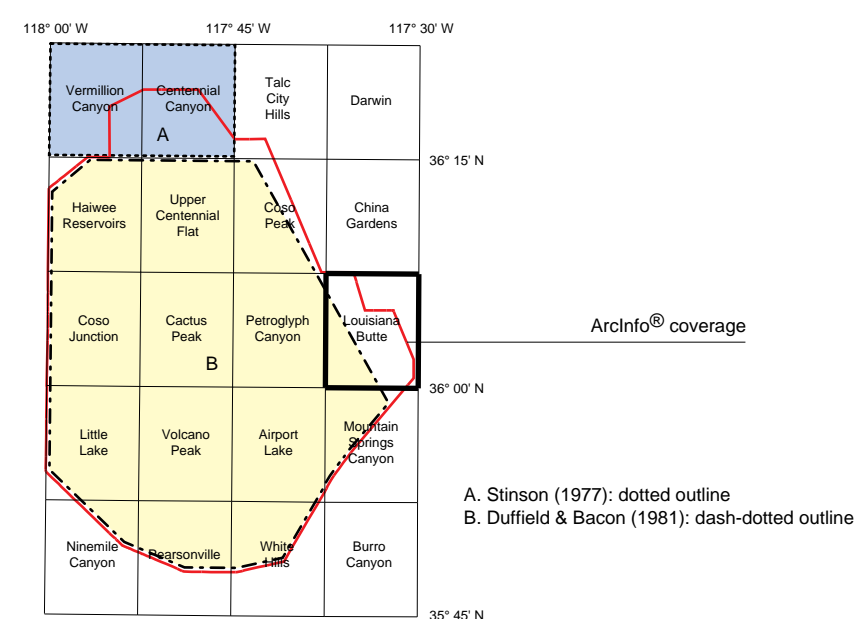 118° 00' W
117° 45' W
117° 30' W
Vermillion
Canyon
Centennial
Canyon
Talc
City
Hills
Darwin
A
36° 15' N
Haiwee
Reservoirs
Upper
Centennial
Flat
Coso
Peak
China
Gardens
Coso
Junction
Cactus
Peak
Petroglyph
Canyon
Louisiana
Butte
ArcInfo® coverage
B
36° 00' N
Little
Lake
Volcano
Peak
Airport
Lake
Mountain
Springs
Canyon
A. Stinson (1977): dotted outline
B. Duffield & Bacon (1981): dash-dotted outline
Ninemile
Canyon
Pearsonville
White
Hills
Burro
Canyon
35° 45' N